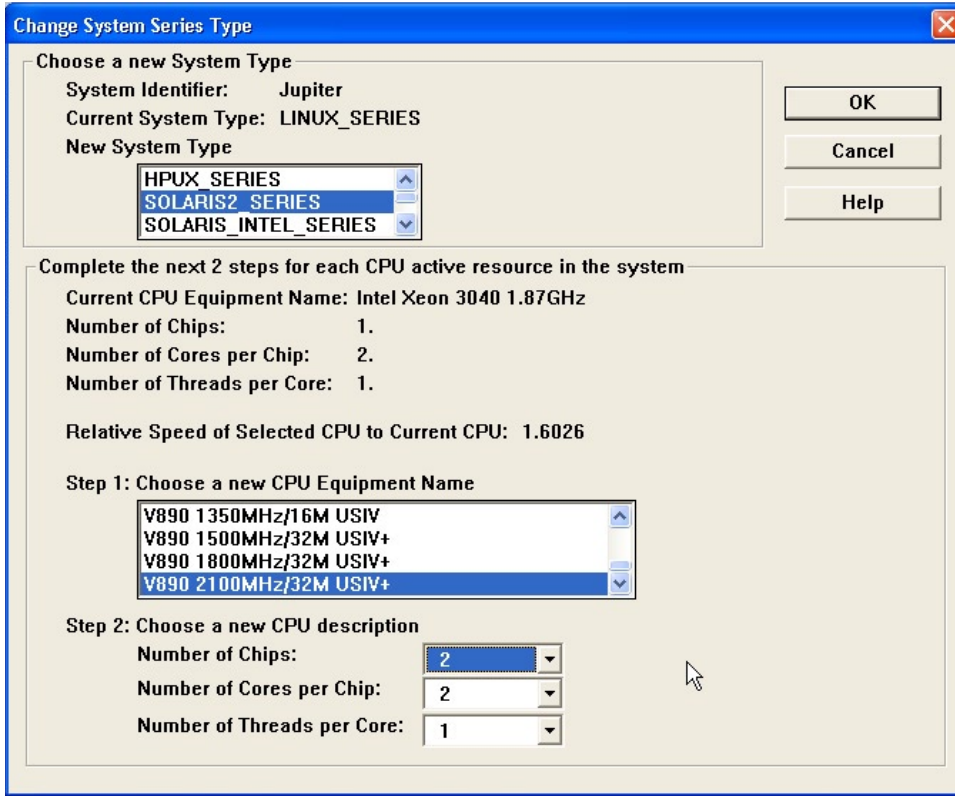 Change System Series Type
Choose a new System Type
System Identifier: Jupiter
Current System Type: LINUX_SERIES
New System Type
HPUX_SERIES
SOLARIS2_SERIES
SOLARIS_INTEL_SERIES
OK
Cancel
Help
Complete the next 2 steps for each CPU active resource in the system
Current CPU Equipment Name: Intel Xeon 3040 1.87GHz
Number of Chips: 1.
Number of Cores per Chip: 2.
Number of Threads per Core: 1.
Relative Speed of Selected CPU to Current CPU: 1.6026
Step 1: Choose a new CPU Equipment Name
V890 1350MHz/16M USIV
V890 1500MHz/32M USIV+
V890 1800MHz/32M USIV+
V890 2100MHz/32M USIV+
Step 2: Choose a new CPU description
Number of Chips: 2
Number of Cores per Chip: 2
Number of Threads per Core: 1